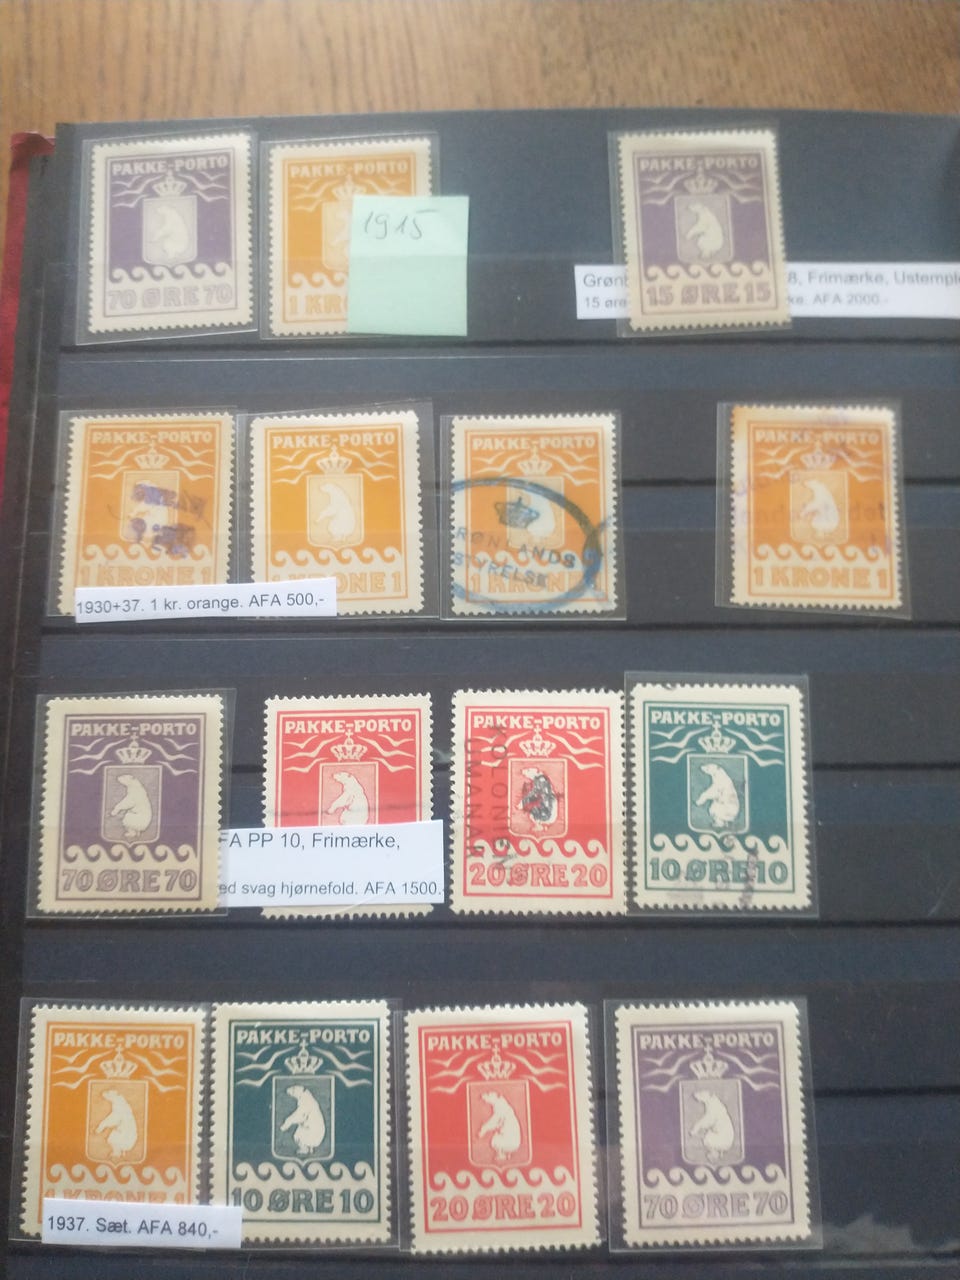 PAKKE-PORTO
70 ØRE 70
PAKKE-PORTO
1 KR
1915
PAKKE-PORTO
15 ØRE 15
Grøn
8, Frimærke, Ustemple
15 øre
ke. AFA 2000.-
PAKKE-PORTO
1 KRONE 1
PAKKE-PORTO
KRONE 1
1930+37. 1 kr. orange. AFA 500,-
PAKKE-PORTO
1 KRONE 1
RØNLANDS
STYRELSE
PAKKE-PORTO
1 KRONE 1
PAKKE-PORTO
70 ØRE 70
PAKKE-PORTO
FA PP 10, Frimærke,
ed svag hjørnefold. AFA 1500.-
PAKKE-PORTO
20 ØRE 20
KOLONIEN
UMANAK
PAKKE-PORTO
10 ØRE 10
PAKKE-PORTO
1 KRONE 1
1937. Sæt. AFA 840,-
PAKKE-PORTO
10 ØRE 10
PAKKE-PORTO
20 ØRE 20
PAKKE-PORTO
70 ØRE 70